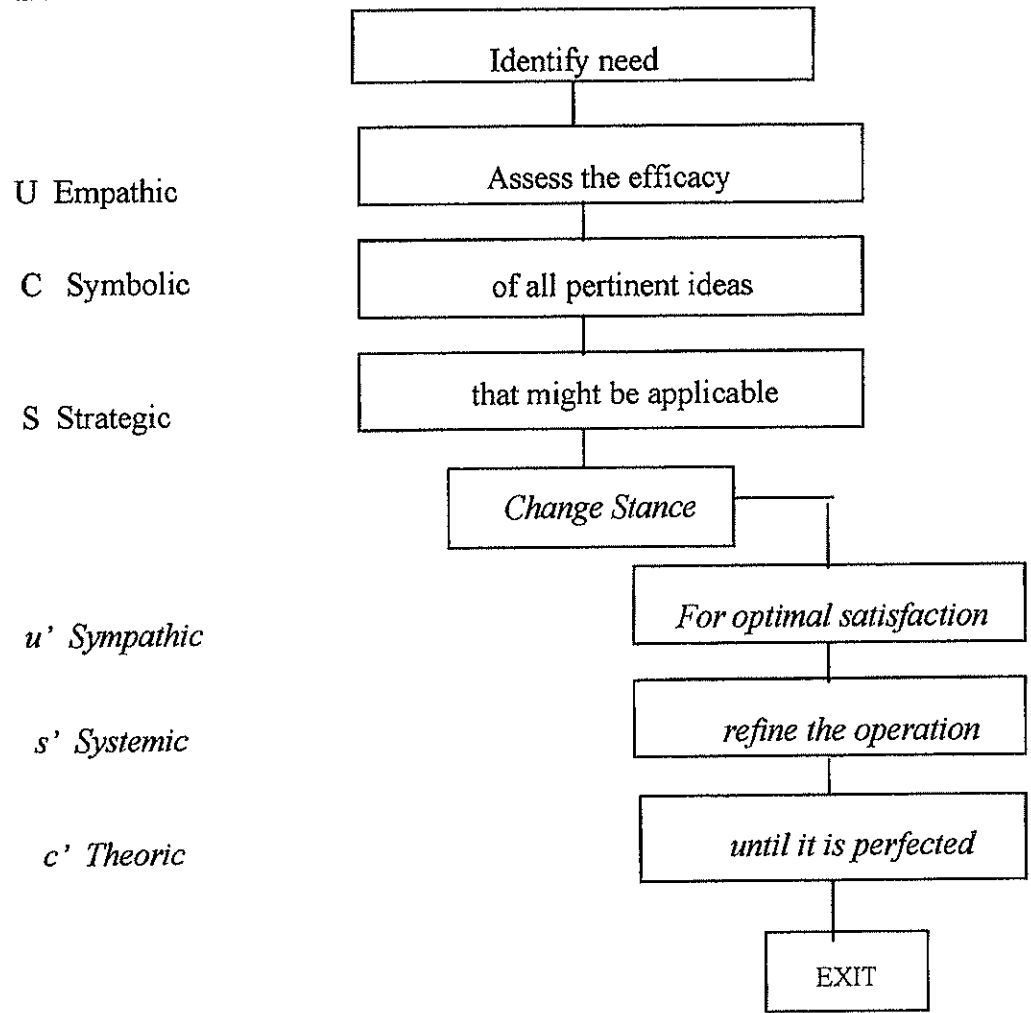 Identify need
Assess the efficacy
U Empathic
of all pertinent ideas
C Symbolic
that might be applicable
S Strategic
Change Stance
For optimal satisfaction
u’ Sympathic
refine the operation
s’ Systemic
until it is perfected
c’ Theoric
EXIT